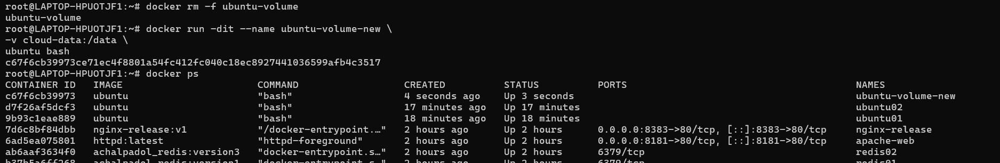 root@LAPTOP-HPUOTJF1:~# docker rm -f ubuntu-volume
ubuntu-volume
root@LAPTOP-HPUOTJF1:~# docker run -dit --name ubuntu-volume-new \
-v cloud-data:/data \
ubuntu bash
c67f6cb39973ce71ec4f8801a54fc412fc040c18ec8927441036599afb4c3517
root@LAPTOP-HPUOTJF1:~# docker ps
CONTAINER ID   IMAGE                      COMMAND                  CREATED          STATUS          PORTS                                       NAMES
c67f6cb39973   ubuntu                     "bash"                   4 seconds ago    Up 3 seconds                                                ubuntu-volume-new
d7f26af5dcf3   ubuntu                     "bash"                   17 minutes ago   Up 17 minutes                                               ubuntu02
9b93c1eae889   ubuntu                     "bash"                   18 minutes ago   Up 18 minutes                                               ubuntu01
7d6c8bf84dbb   nginx-release:v1           "/docker-entrypoint.…"   2 hours ago      Up 2 hours      0.0.0.0:8383->80/tcp, [::]:8383->80/tcp     nginx-release
6ad5ea075801   httpd:latest               "httpd-foreground"       2 hours ago      Up 2 hours      0.0.0.0:8181->80/tcp, [::]:8181->80/tcp     apache-web
ab6aaf3634f0   achalpadol_redis:version3   "docker-entrypoint.s…"   2 hours ago      Up 2 hours      6379/tcp                                    redis02